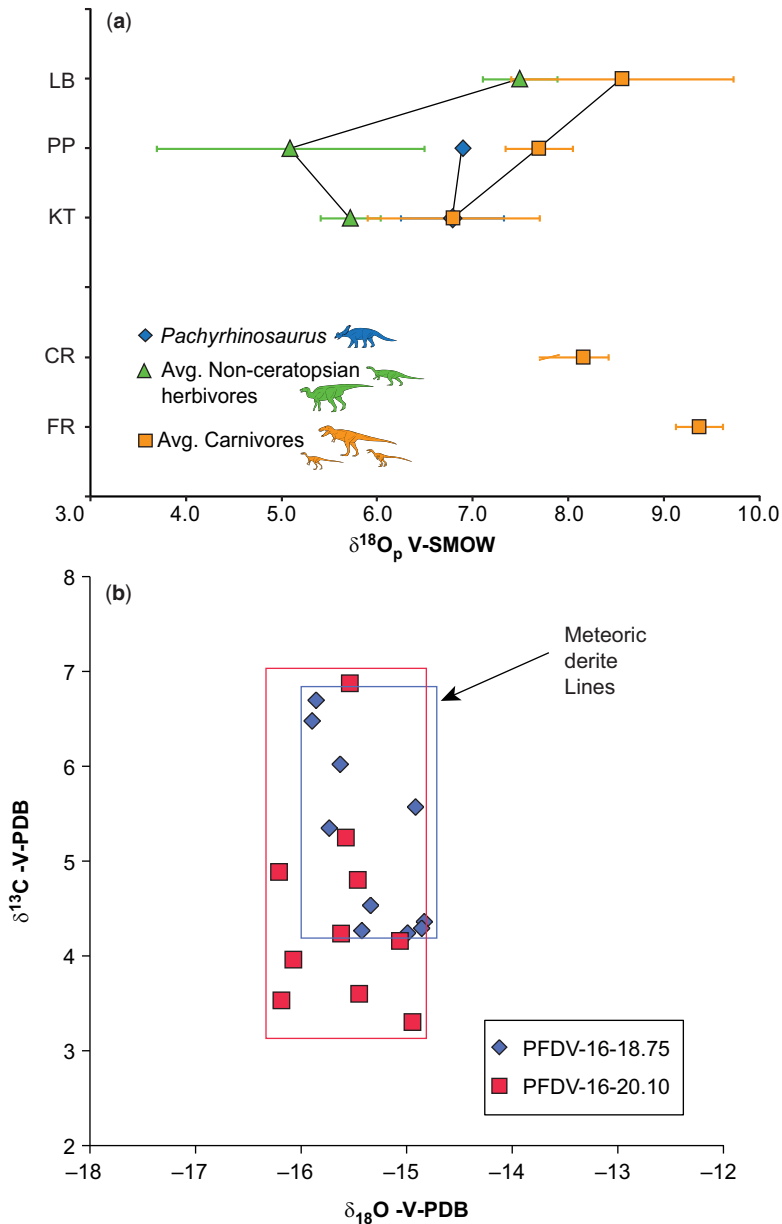 (a)
LB
PP
KT
CR
FR
Pachyrhinosaurus
Avg. Non-ceratopsian
herbivores
Avg. Carnivores
3.0 4.0 5.0 6.0 7.0 8.0 9.0 10.0
δ¹⁸Oₚ V-SMOW
(b)
8
7
6
5
4
3
2
δ¹³C -V-PDB
Meteoric
derite
Lines
PFDV-16-18.75
PFDV-16-20.10
–18 –17 –16 –15 –14 –13 –12
δ₁₈O -V-PDB